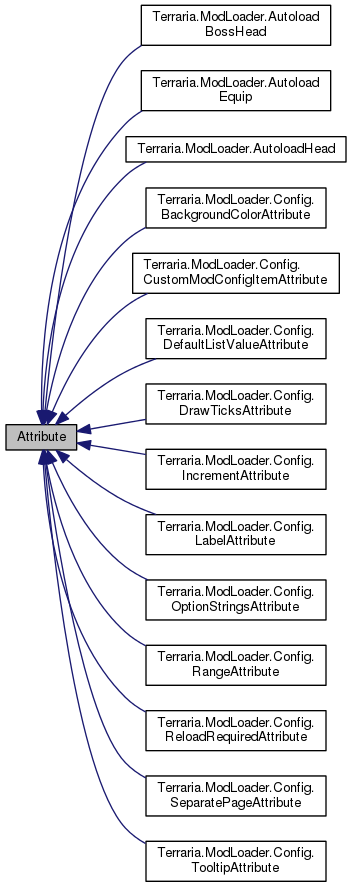 Terraria.ModLoader.Autoload
BossHead
Terraria.ModLoader.Autoload
Equip
Terraria.ModLoader.AutoloadHead
Terraria.ModLoader.Config.
BackgroundColorAttribute
Terraria.ModLoader.Config.
CustomModConfigItemAttribute
Terraria.ModLoader.Config.
DefaultListValueAttribute
Terraria.ModLoader.Config.
DrawTicksAttribute
Attribute
Terraria.ModLoader.Config.
IncrementAttribute
Terraria.ModLoader.Config.
LabelAttribute
Terraria.ModLoader.Config.
OptionStringsAttribute
Terraria.ModLoader.Config.
RangeAttribute
Terraria.ModLoader.Config.
ReloadRequiredAttribute
Terraria.ModLoader.Config.
SeparatePageAttribute
Terraria.ModLoader.Config.
TooltipAttribute